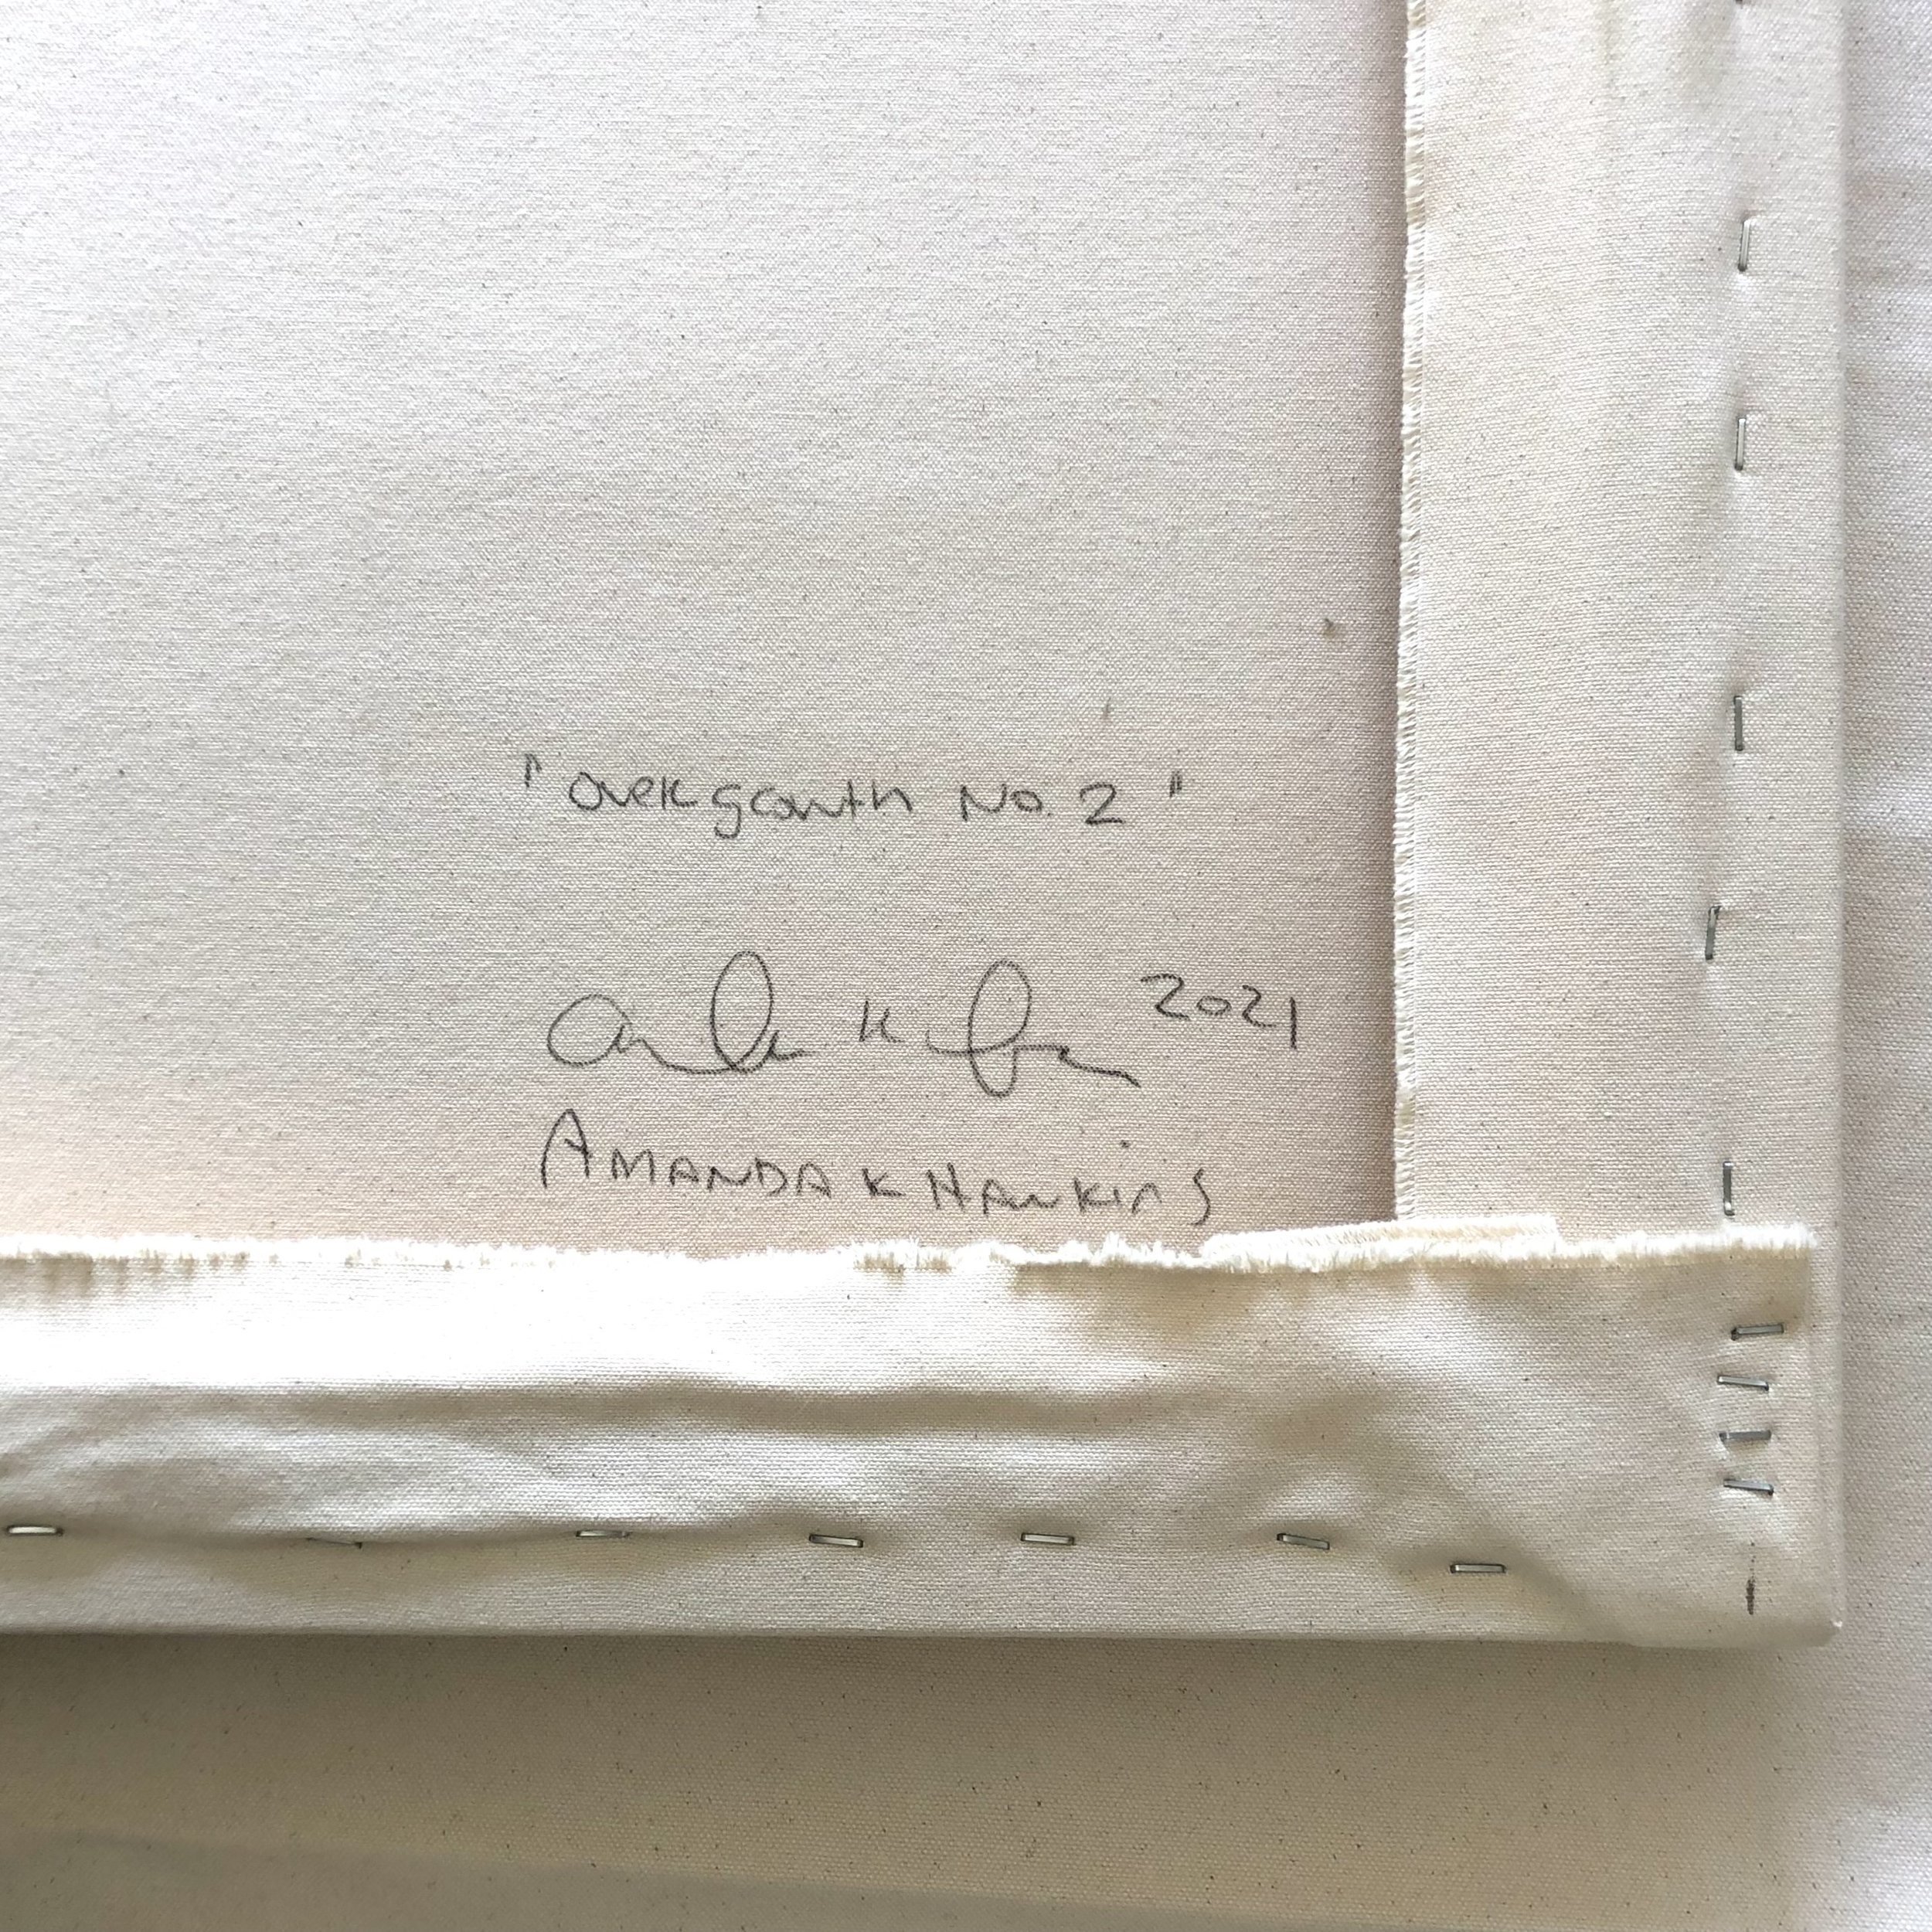 "Overgrowth No. 2"
2021
Amanda K Hawkins